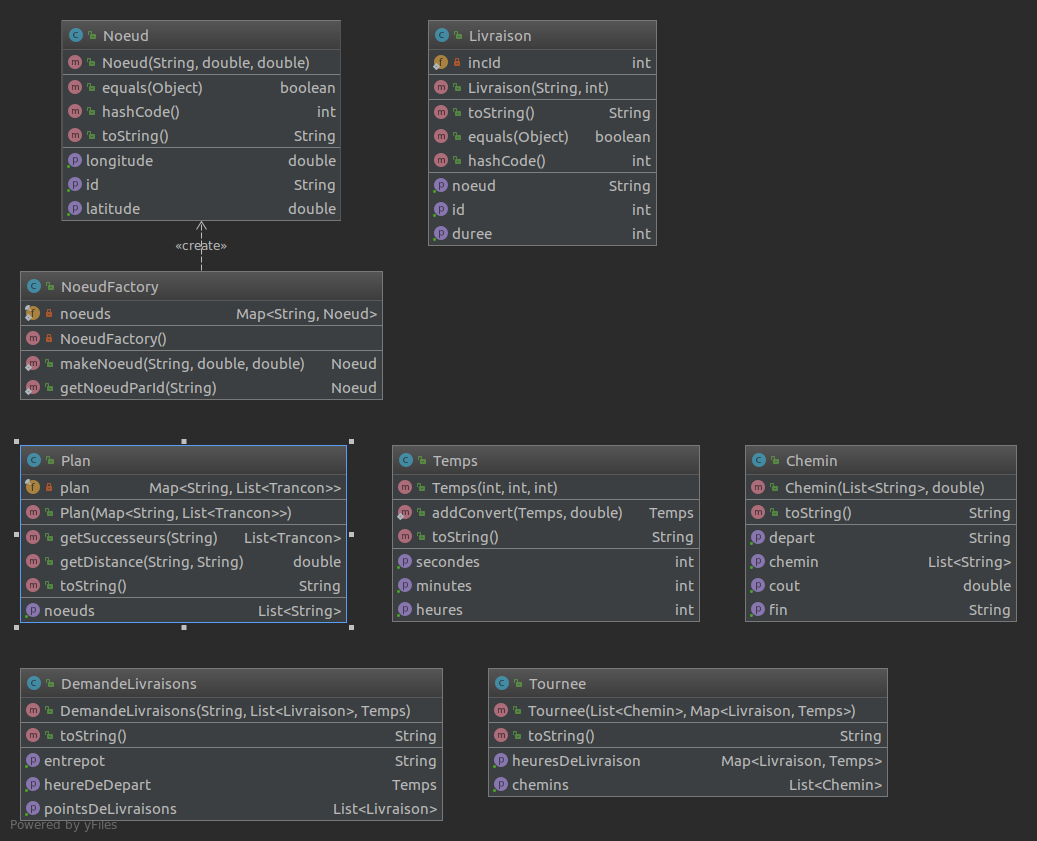 Noeud
Noeud(String, double, double)
equals(Object) boolean
hashCode() int
toString() String
longitude double
id String
latitude double
Livraison
incId int
Livraison(String, int)
toString() String
equals(Object) boolean
hashCode() int
noeud String
id int
duree int
«create»
NoeudFactory
noeuds Map<String, Noeud>
NoeudFactory()
makeNoeud(String, double, double) Noeud
getNoeudParId(String) Noeud
Plan
plan Map<String, List<Trancon>>
Plan(Map<String, List<Trancon>>)
getSuccesseurs(String) List<Trancon>
getDistance(String, String) double
toString() String
noeuds List<String>
Temps
Temps(int, int, int)
addConvert(Temps, double) Temps
toString() String
secondes int
minutes int
heures int
Chemin
Chemin(List<String>, double)
toString() String
depart String
chemin List<String>
cout double
fin String
DemandeLivraisons
DemandeLivraisons(String, List<Livraison>, Temps)
toString() String
entrepot String
heureDeDepart Temps
pointsDeLivraisons List<Livraison>
Tournee
Tournee(List<Chemin>, Map<Livraison, Temps>)
toString() String
heuresDeLivraison Map<Livraison, Temps>
chemins List<Chemin>
Powered by yFiles